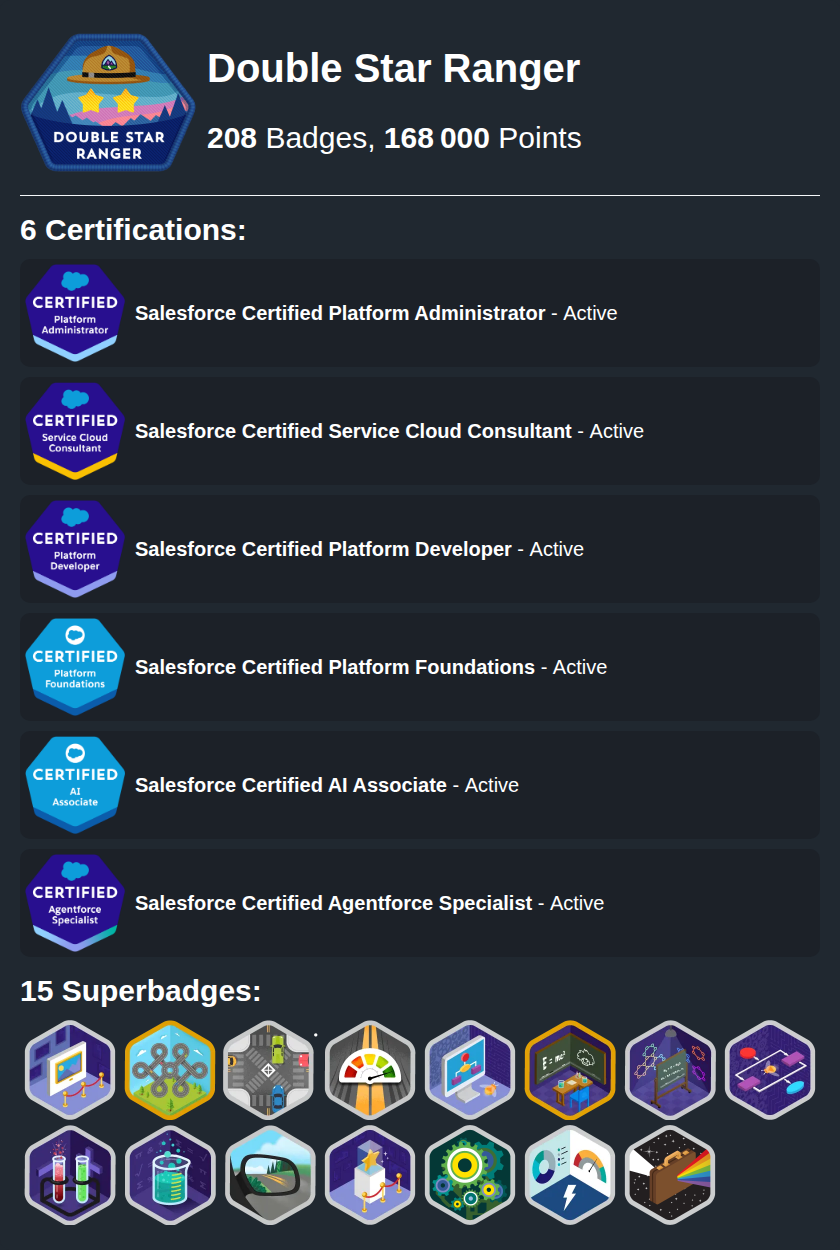 DOUBLE STAR
RANGER
Double Star Ranger
208 Badges, 168 000 Points
6 Certifications:
CERTIFIED
Platform
Administrator
Salesforce Certified Platform Administrator - Active
CERTIFIED
Service Cloud
Consultant
Salesforce Certified Service Cloud Consultant - Active
CERTIFIED
Platform
Developer
Salesforce Certified Platform Developer - Active
CERTIFIED
Platform
Foundations
Salesforce Certified Platform Foundations - Active
CERTIFIED
AI
Associate
Salesforce Certified AI Associate - Active
CERTIFIED
Agentforce
Specialist
Salesforce Certified Agentforce Specialist - Active
15 Superbadges:
E=mc²